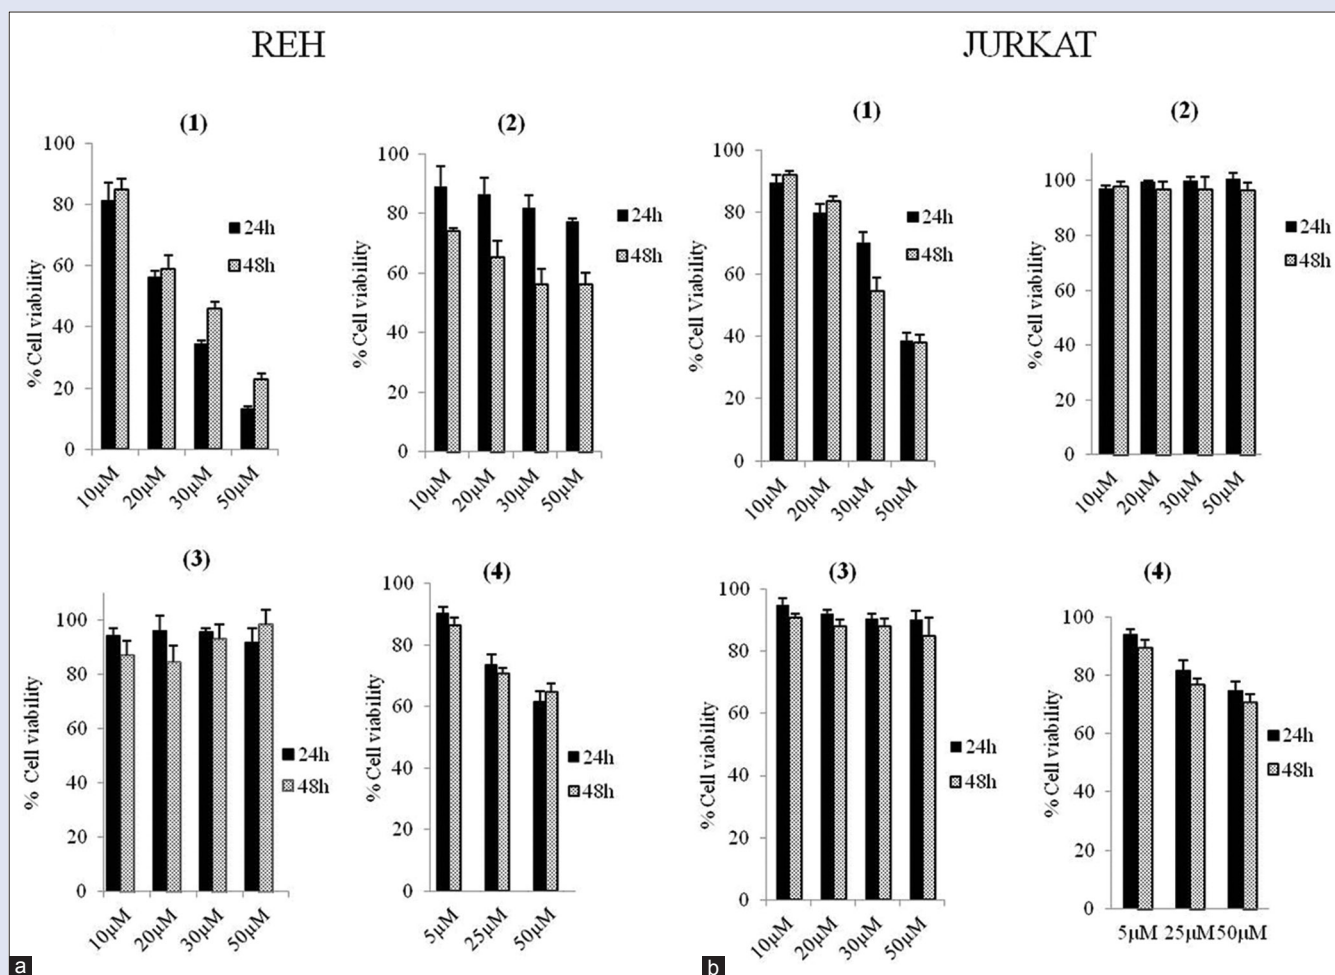 REH
JURKAT
(1)
100
80
60
40
20
0
% Cell viability
10μM
20μM
30μM
50μM
24h
48h
(2)
100
80
60
40
20
0
% Cell viability
10μM
20μM
30μM
50μM
24h
48h
(1)
100
80
60
40
20
0
% Cell Viability
10μM
20μM
30μM
50μM
24h
48h
(2)
100
80
60
40
20
0
% Cell viability
10μM
20μM
30μM
50μM
24h
48h
(3)
100
80
60
40
20
0
% Cell viability
10μM
20μM
30μM
50μM
24h
48h
(4)
100
80
60
40
20
0
% Cell viability
5μM
25μM
50μM
24h
48h
(3)
100
80
60
40
20
0
% Cell viability
10μM
20μM
30μM
50μM
24h
48h
(4)
100
80
60
40
20
0
% Cell viability
5μM 25μM 50μM
24h
48h
a
b